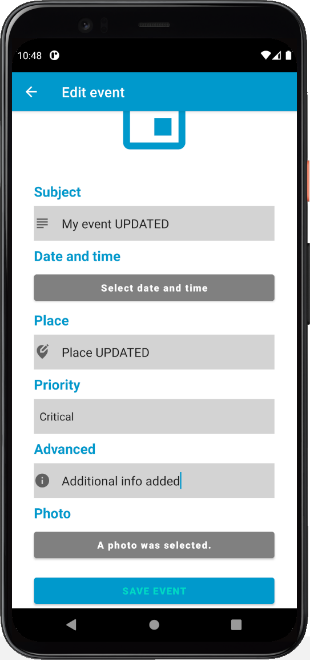 10:48
Edit event
Subject
My event UPDATED
Date and time
Select date and time
Place
Place UPDATED
Priority
Critical
Advanced
Additional info added
Photo
A photo was selected.
SAVE EVENT